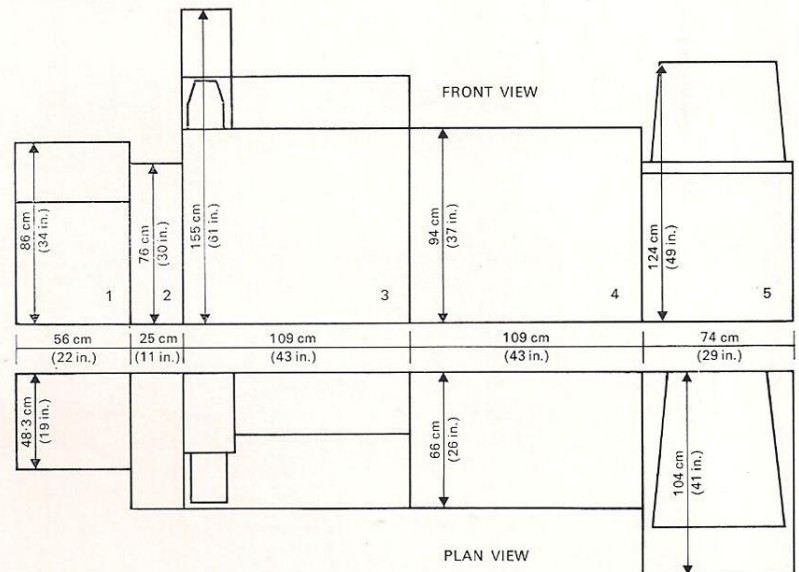 FRONT VIEW
86 cm
(34 in.)
76 cm
(30 in.)
155 cm
(61 in.)
94 cm
(37 in.)
124 cm
(49 in.)
1
2
3
4
5
56 cm
(22 in.)
25 cm
(11 in.)
109 cm
(43 in.)
109 cm
(43 in.)
74 cm
(29 in.)
48·3 cm
(19 in.)
66 cm
(26 in.)
104 cm
(41 in.)
PLAN VIEW